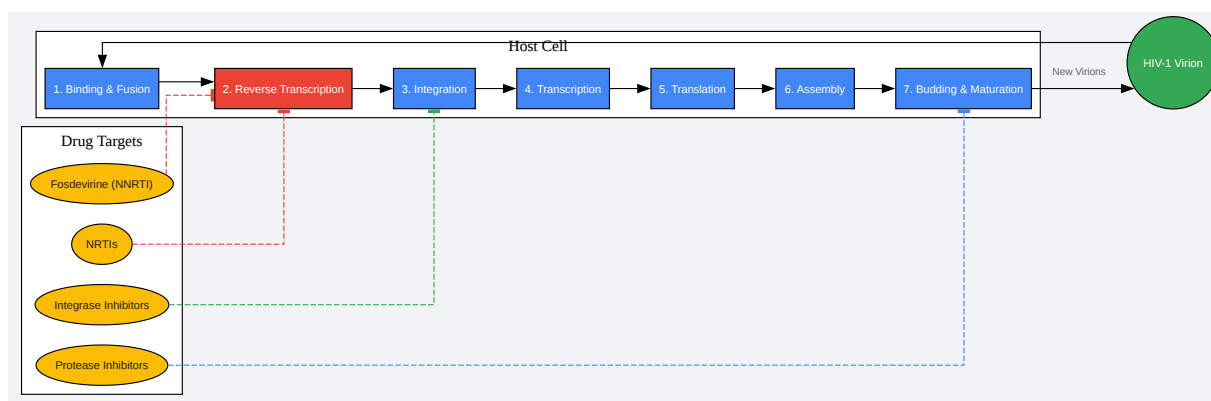 Host Cell
1. Binding & Fusion
2. Reverse Transcription
3. Integration
4. Transcription
5. Translation
6. Assembly
7. Budding & Maturation
New Virions
HIV-1 Virion
Drug Targets
Fosdevirine (NNRTI)
NRTIs
Integrase Inhibitors
Protease Inhibitors